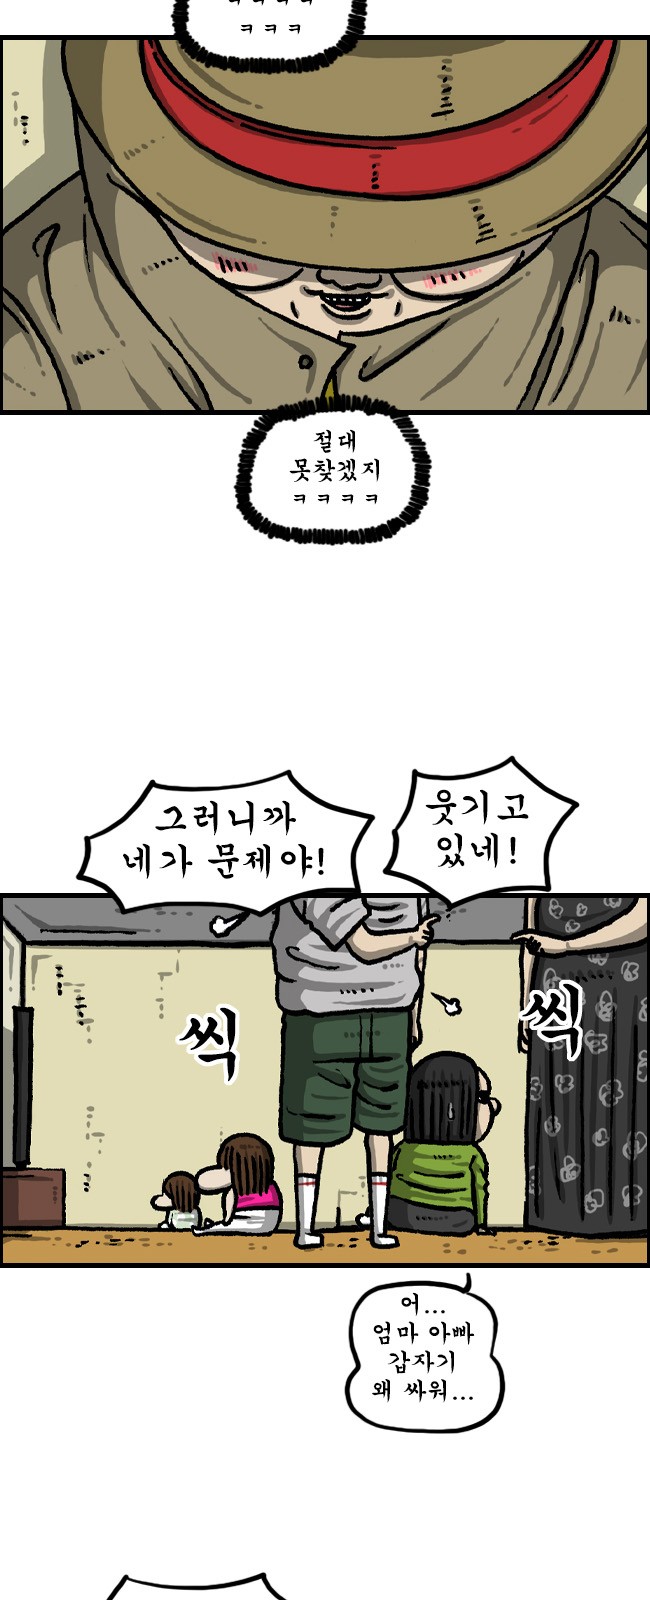 ㅋㅋㅋㅋ
ㅋㅋㅋ
절대
못찾겠지
ㅋㅋㅋㅋ
그러니까
네가 문제야!
웃기고
있네!
씩
씩
어...
엄마 아빠
갑자기
왜 싸워...